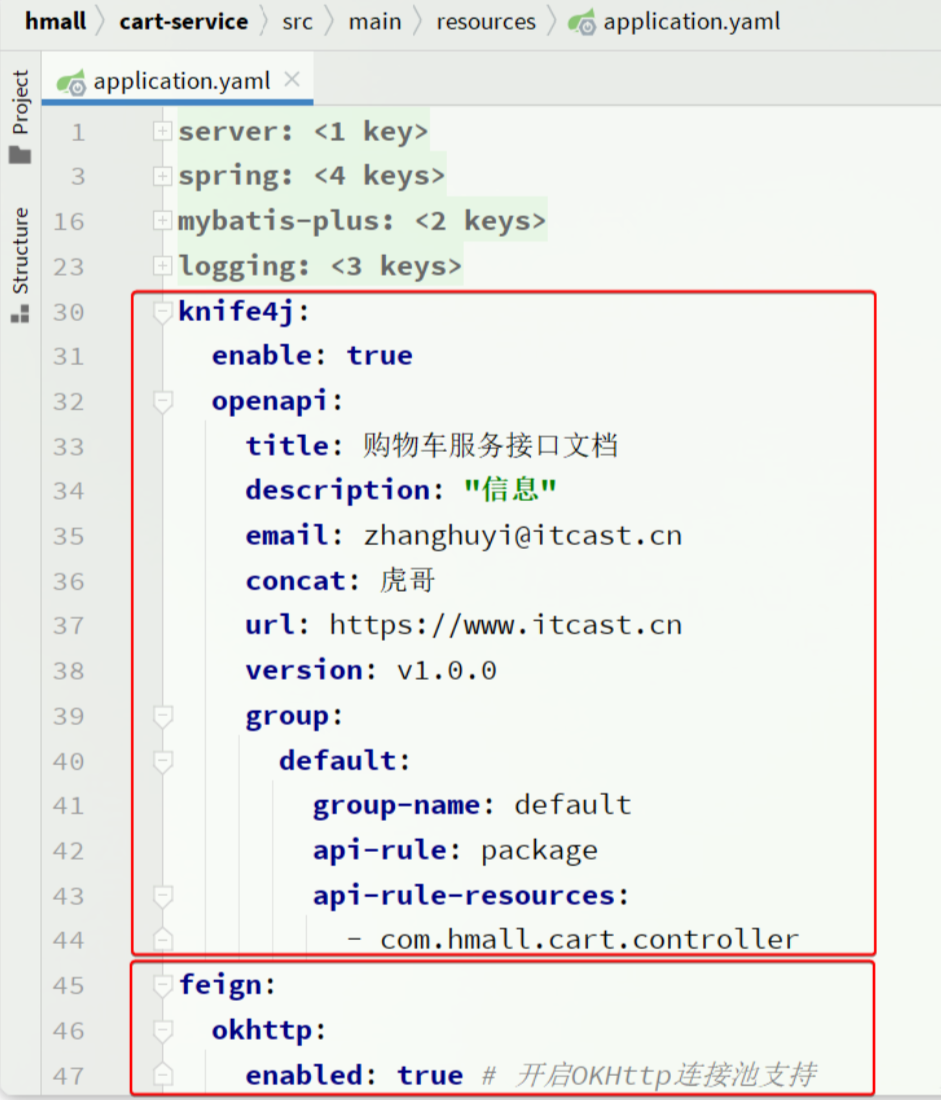 hmall cart-service src main resources application.yaml
Project
Structure
application.yaml
1 server: <1 key>
3 spring: <4 keys>
16 mybatis-plus: <2 keys>
23 logging: <3 keys>
30 knife4j:
31 enable: true
32 openapi:
33 title: 购物车服务接口文档
34 description: "信息"
35 email: zhanghuyi@itcast.cn
36 concat: 虎哥
37 url: https://www.itcast.cn
38 version: v1.0.0
39 group:
40 default:
41 group-name: default
42 api-rule: package
43 api-rule-resources:
44 - com.hmall.cart.controller
45 feign:
46 okhttp:
47 enabled: true # 开启OKHttp连接池支持